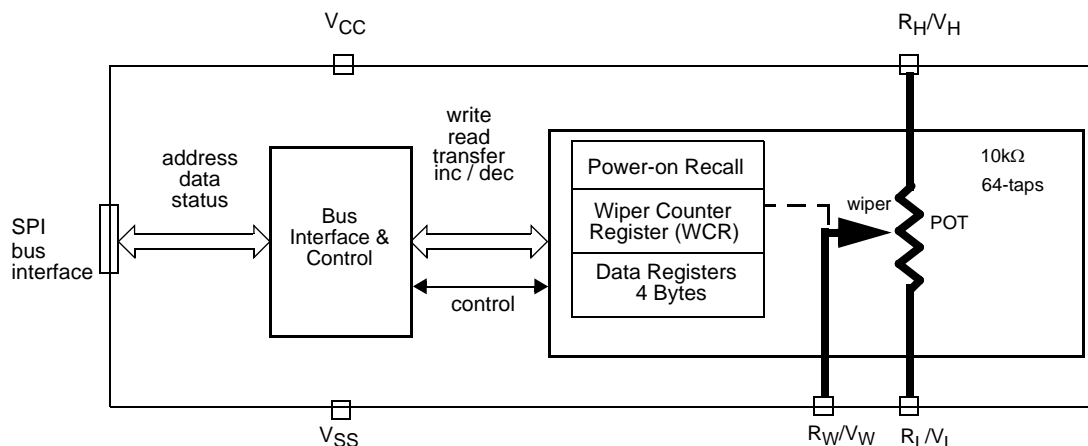 VCC
RH/VH
write
read
transfer
inc / dec
address
data
status
SPI
bus
interface
Bus
Interface &
Control
control
Power-on Recall
Wiper Counter
Register (WCR)
Data Registers
4 Bytes
10kΩ
64-taps
wiper
POT
VSS
RW/VW
RL/VL